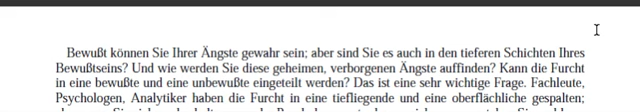 Bewußt können Sie Ihrer Ängste gewahr sein; aber sind Sie es auch in den tieferen Schichten Ihres
Bewußtseins? Und wie werden Sie diese geheimen, verborgenen Ängste auffinden? Kann die Furcht
in eine bewußte und eine unbewußte eingeteilt werden? Das ist eine sehr wichtige Frage. Fachleute,
Psychologen, Analytiker haben die Furcht in eine tiefliegende und eine oberflächliche gespalten;